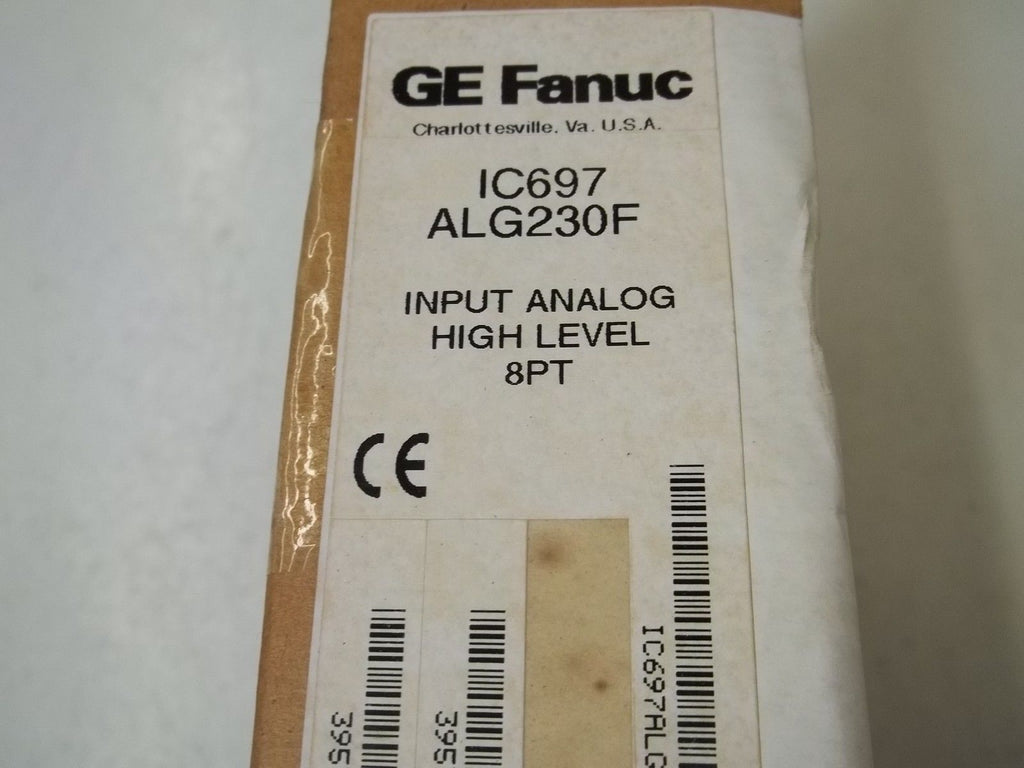 GE Fanuc
Charlottesville, Va. U.S.A.
IC697
ALG230F
INPUT ANALOG
HIGH LEVEL
8PT
CE
395
395
IC697ALG